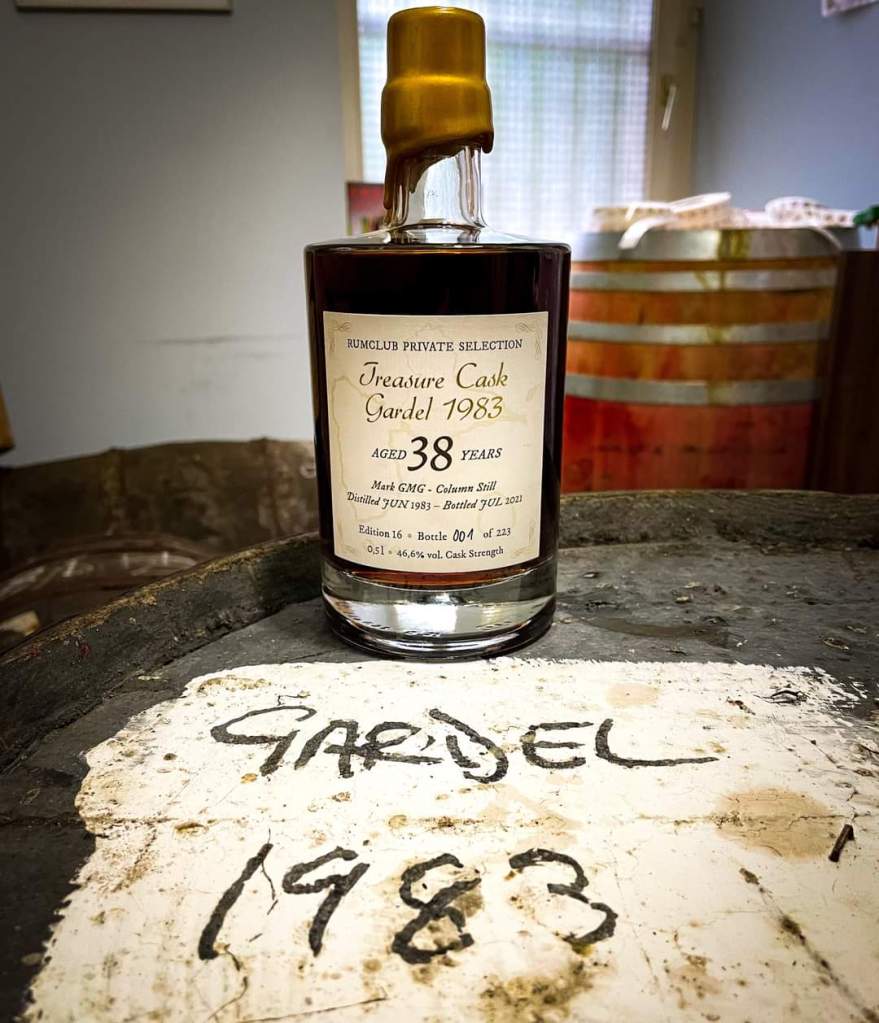 RUMCLUB PRIVATE SELECTION
Treasure Cask
Gardel 1983
AGED 38 YEARS
Mark GMG - Column Still
Distilled JUN 1983 – Bottled JUL 2021
Edition 16 • Bottle 001 of 223
0,5l • 46,6% vol. Cask Strength
GARDEL
1983